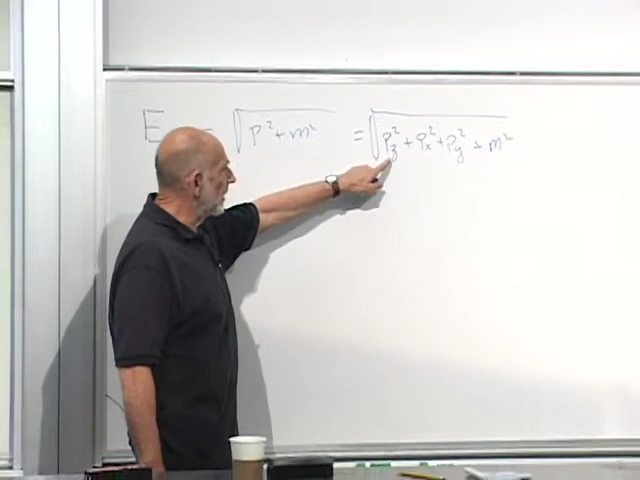 E = √(p² + m²) = √(p_z² + p_x² + p_y² + m²)